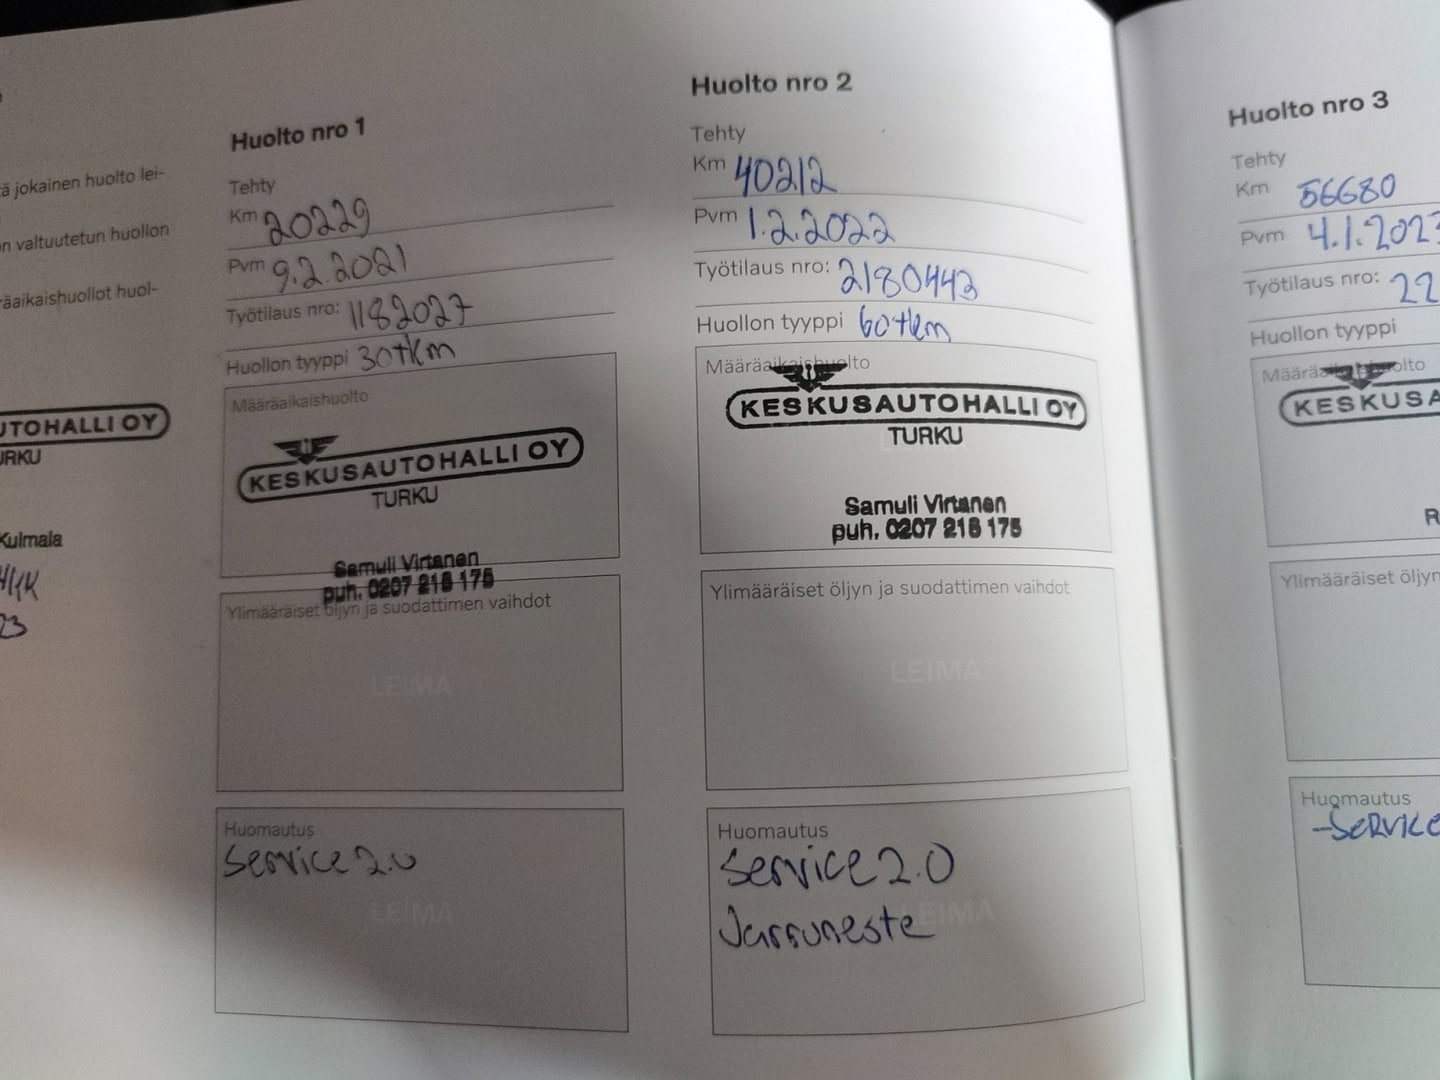 ä jokainen huolto lei-
n valtuutetun huollon
räaikaishuollot huol-
UTOHALLI OY
URKU
Kulmala
23
Huolto nro 1
Tehty
Km 20229
Pvm 9.2.2021
Työtilaus nro: 1182027
Huollon tyyppi 30tkm
Määräaikaishuolto
KESKUSAUTOHALLI OY
TURKU
Samuli Virtanen
puh. 0207 218 175
Ylimääräiset öljyn ja suodattimen vaihdot
LEIMA
Huomautus
Service 2.0
LEIMA
Huolto nro 2
Tehty
Km 40212
Pvm 1.2.2022
Työtilaus nro: 2180443
Huollon tyyppi 60tkm
Määräaikaishuolto
KESKUSAUTOHALLI OY
TURKU
Samuli Virtanen
puh. 0207 218 175
Ylimääräiset öljyn ja suodattimen vaihdot
LEIMA
Huomautus
Service 2.0
Jarruneste
LEIMA
Huolto nro 3
Tehty
Km 56680
Pvm 4.1.2023
Työtilaus nro: 22
Huollon tyyppi
Määräaikaishuolto
KESKUSA
R
Ylimääräiset öljyn
Huomautus
-Service